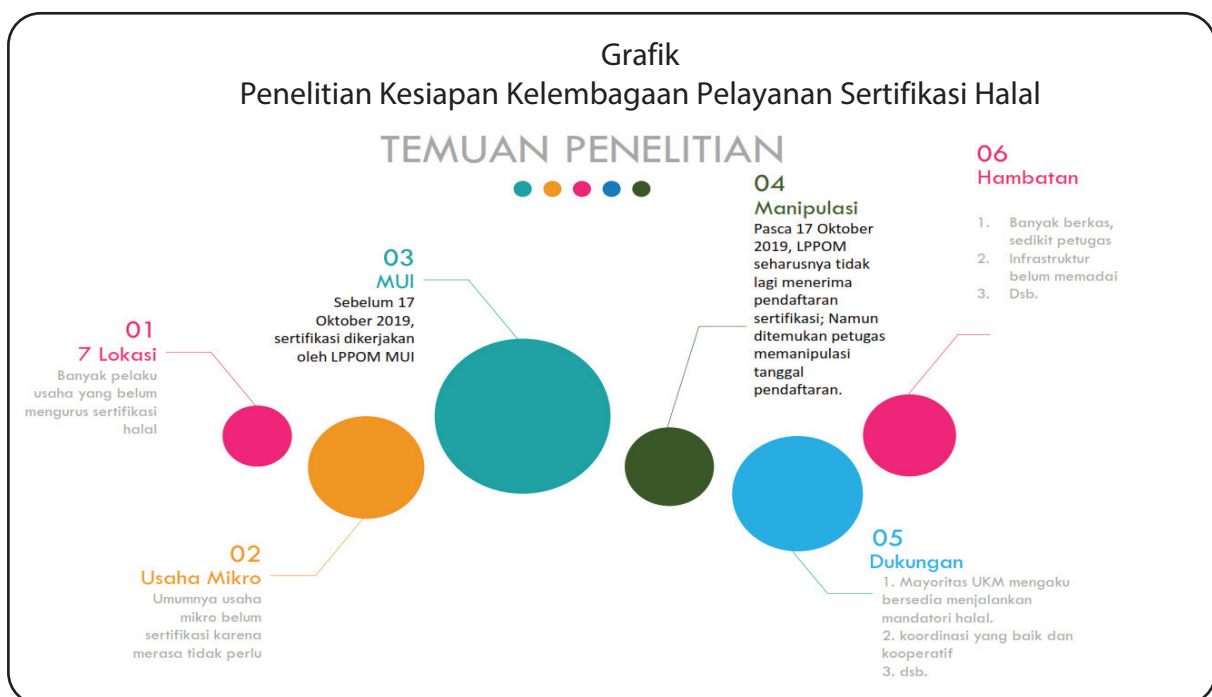 Grafik
Penelitian Kesiapan Kelembagaan Pelayanan Sertifikasi Halal
TEMUAN PENELITIAN
01
7 Lokasi
Banyak pelaku
usaha yang belum
mengurus sertifikasi
halal
02
Usaha Mikro
Umumnya usaha
mikro belum
sertifikasi karena
merasa tidak perlu
03
MUI
Sebelum 17
Oktober 2019,
sertifikasi dikerjakan
oleh LPPOM MUI
04
Manipulasi
Pasca 17 Oktober
2019, LPPOM
seharusnya tidak
lagi menerima
pendaftaran
sertifikasi; Namun
ditemukan petugas
memanipulasi
tanggal
pendaftaran.
05
Dukungan
1. Mayoritas UKM mengaku
bersedia menjalankan
mandatori halal.
2. koordinasi yang baik dan
kooperatif
3. dsb.
06
Hambatan
1. Banyak berkas,
sedikit petugas
2. Infrastruktur
belum memadai
3. Dsb.